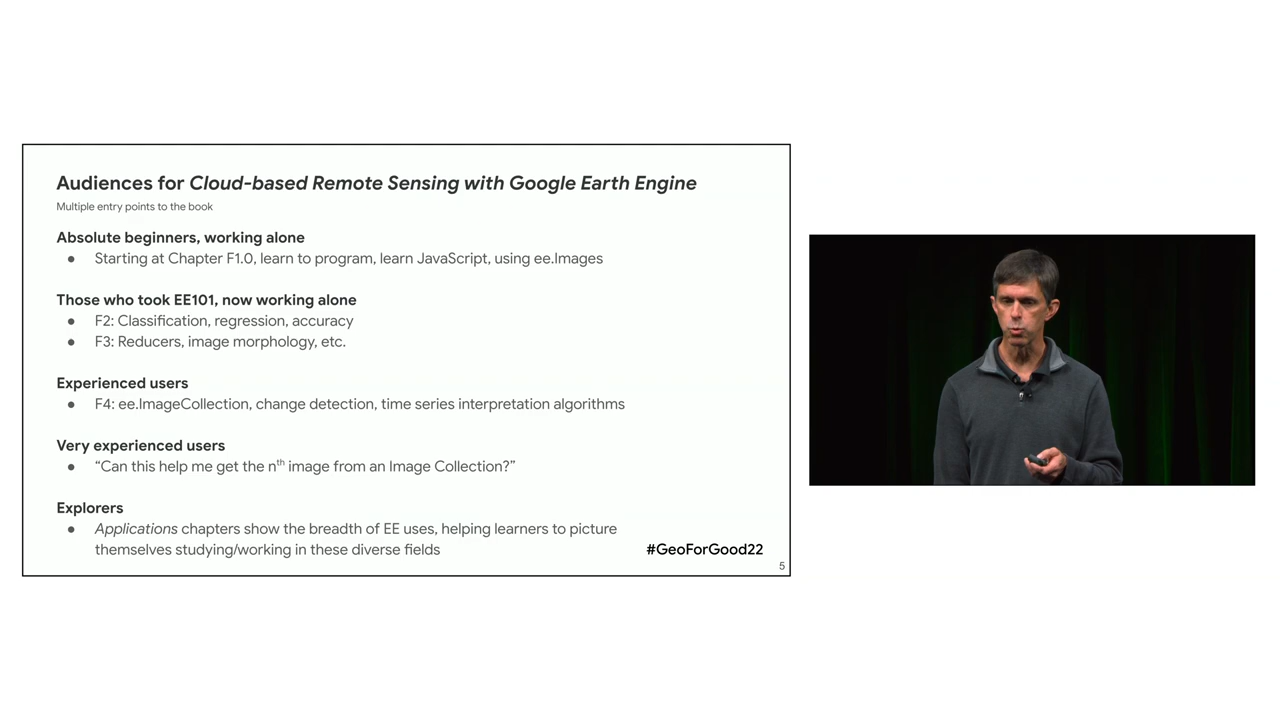 Audiences for Cloud-based Remote Sensing with Google Earth Engine
Multiple entry points to the book
Absolute beginners, working alone
● Starting at Chapter F1.0, learn to program, learn JavaScript, using ee.Images
Those who took EE101, now working alone
● F2: Classification, regression, accuracy
● F3: Reducers, image morphology, etc.
Experienced users
● F4: ee.ImageCollection, change detection, time series interpretation algorithms
Very experienced users
● “Can this help me get the nth image from an Image Collection?”
Explorers
● Applications chapters show the breadth of EE uses, helping learners to picture
themselves studying/working in these diverse fields
#GeoForGood22
5